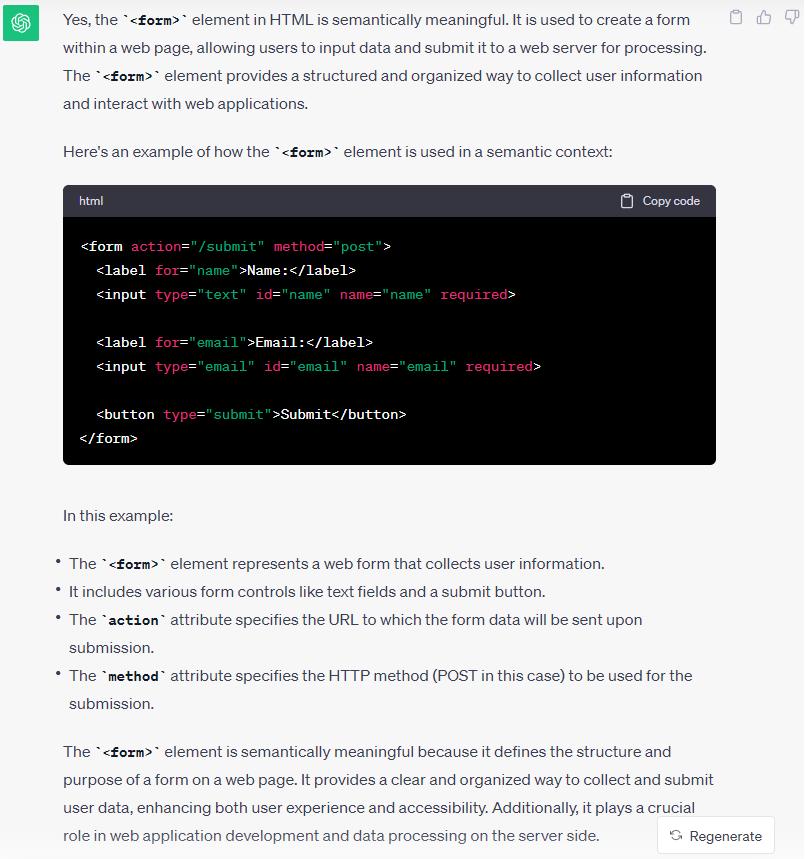 Yes, the `<form>` element in HTML is semantically meaningful. It is used to create a form
within a web page, allowing users to input data and submit it to a web server for processing.
The `<form>` element provides a structured and organized way to collect user information
and interact with web applications.
Here's an example of how the `<form>` element is used in a semantic context:
html
Copy code
<form action="/submit" method="post">
  <label for="name">Name:</label>
  <input type="text" id="name" name="name" required>
  <label for="email">Email:</label>
  <input type="email" id="email" name="email" required>
  <button type="submit">Submit</button>
</form>
In this example:
• The `<form>` element represents a web form that collects user information.
• It includes various form controls like text fields and a submit button.
• The `action` attribute specifies the URL to which the form data will be sent upon
submission.
• The `method` attribute specifies the HTTP method (POST in this case) to be used for the
submission.
The `<form>` element is semantically meaningful because it defines the structure and
purpose of a form on a web page. It provides a clear and organized way to collect and submit
user data, enhancing both user experience and accessibility. Additionally, it plays a crucial
role in web application development and data processing on the server side.
Regenerate